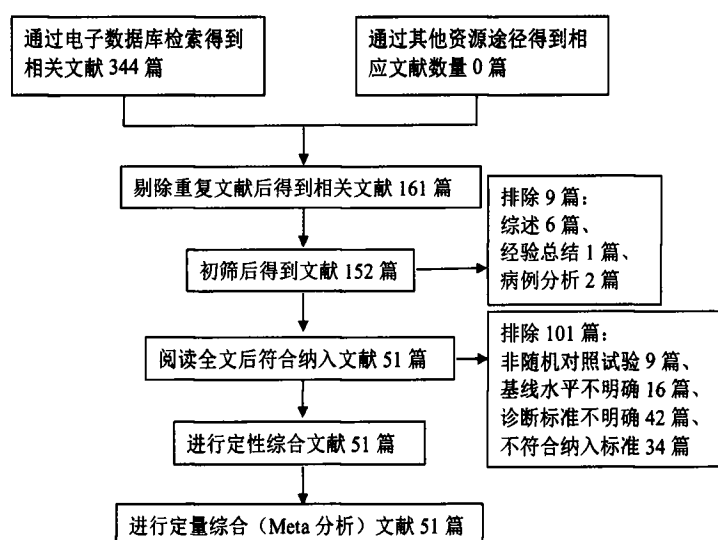 通过电子数据库检索得到
相关文献 344 篇
通过其他资源途径得到相
应文献数量 0 篇
剔除重复文献后得到相关文献 161 篇
排除 9 篇：
综述 6 篇、
经验总结 1 篇、
病例分析 2 篇
初筛后得到文献 152 篇
阅读全文后符合纳入文献 51 篇
排除 101 篇：
非随机对照试验 9 篇、
基线水平不明确 16 篇、
诊断标准不明确 42 篇、
不符合纳入标准 34 篇
进行定性综合文献 51 篇
进行定量综合（Meta 分析）文献 51 篇